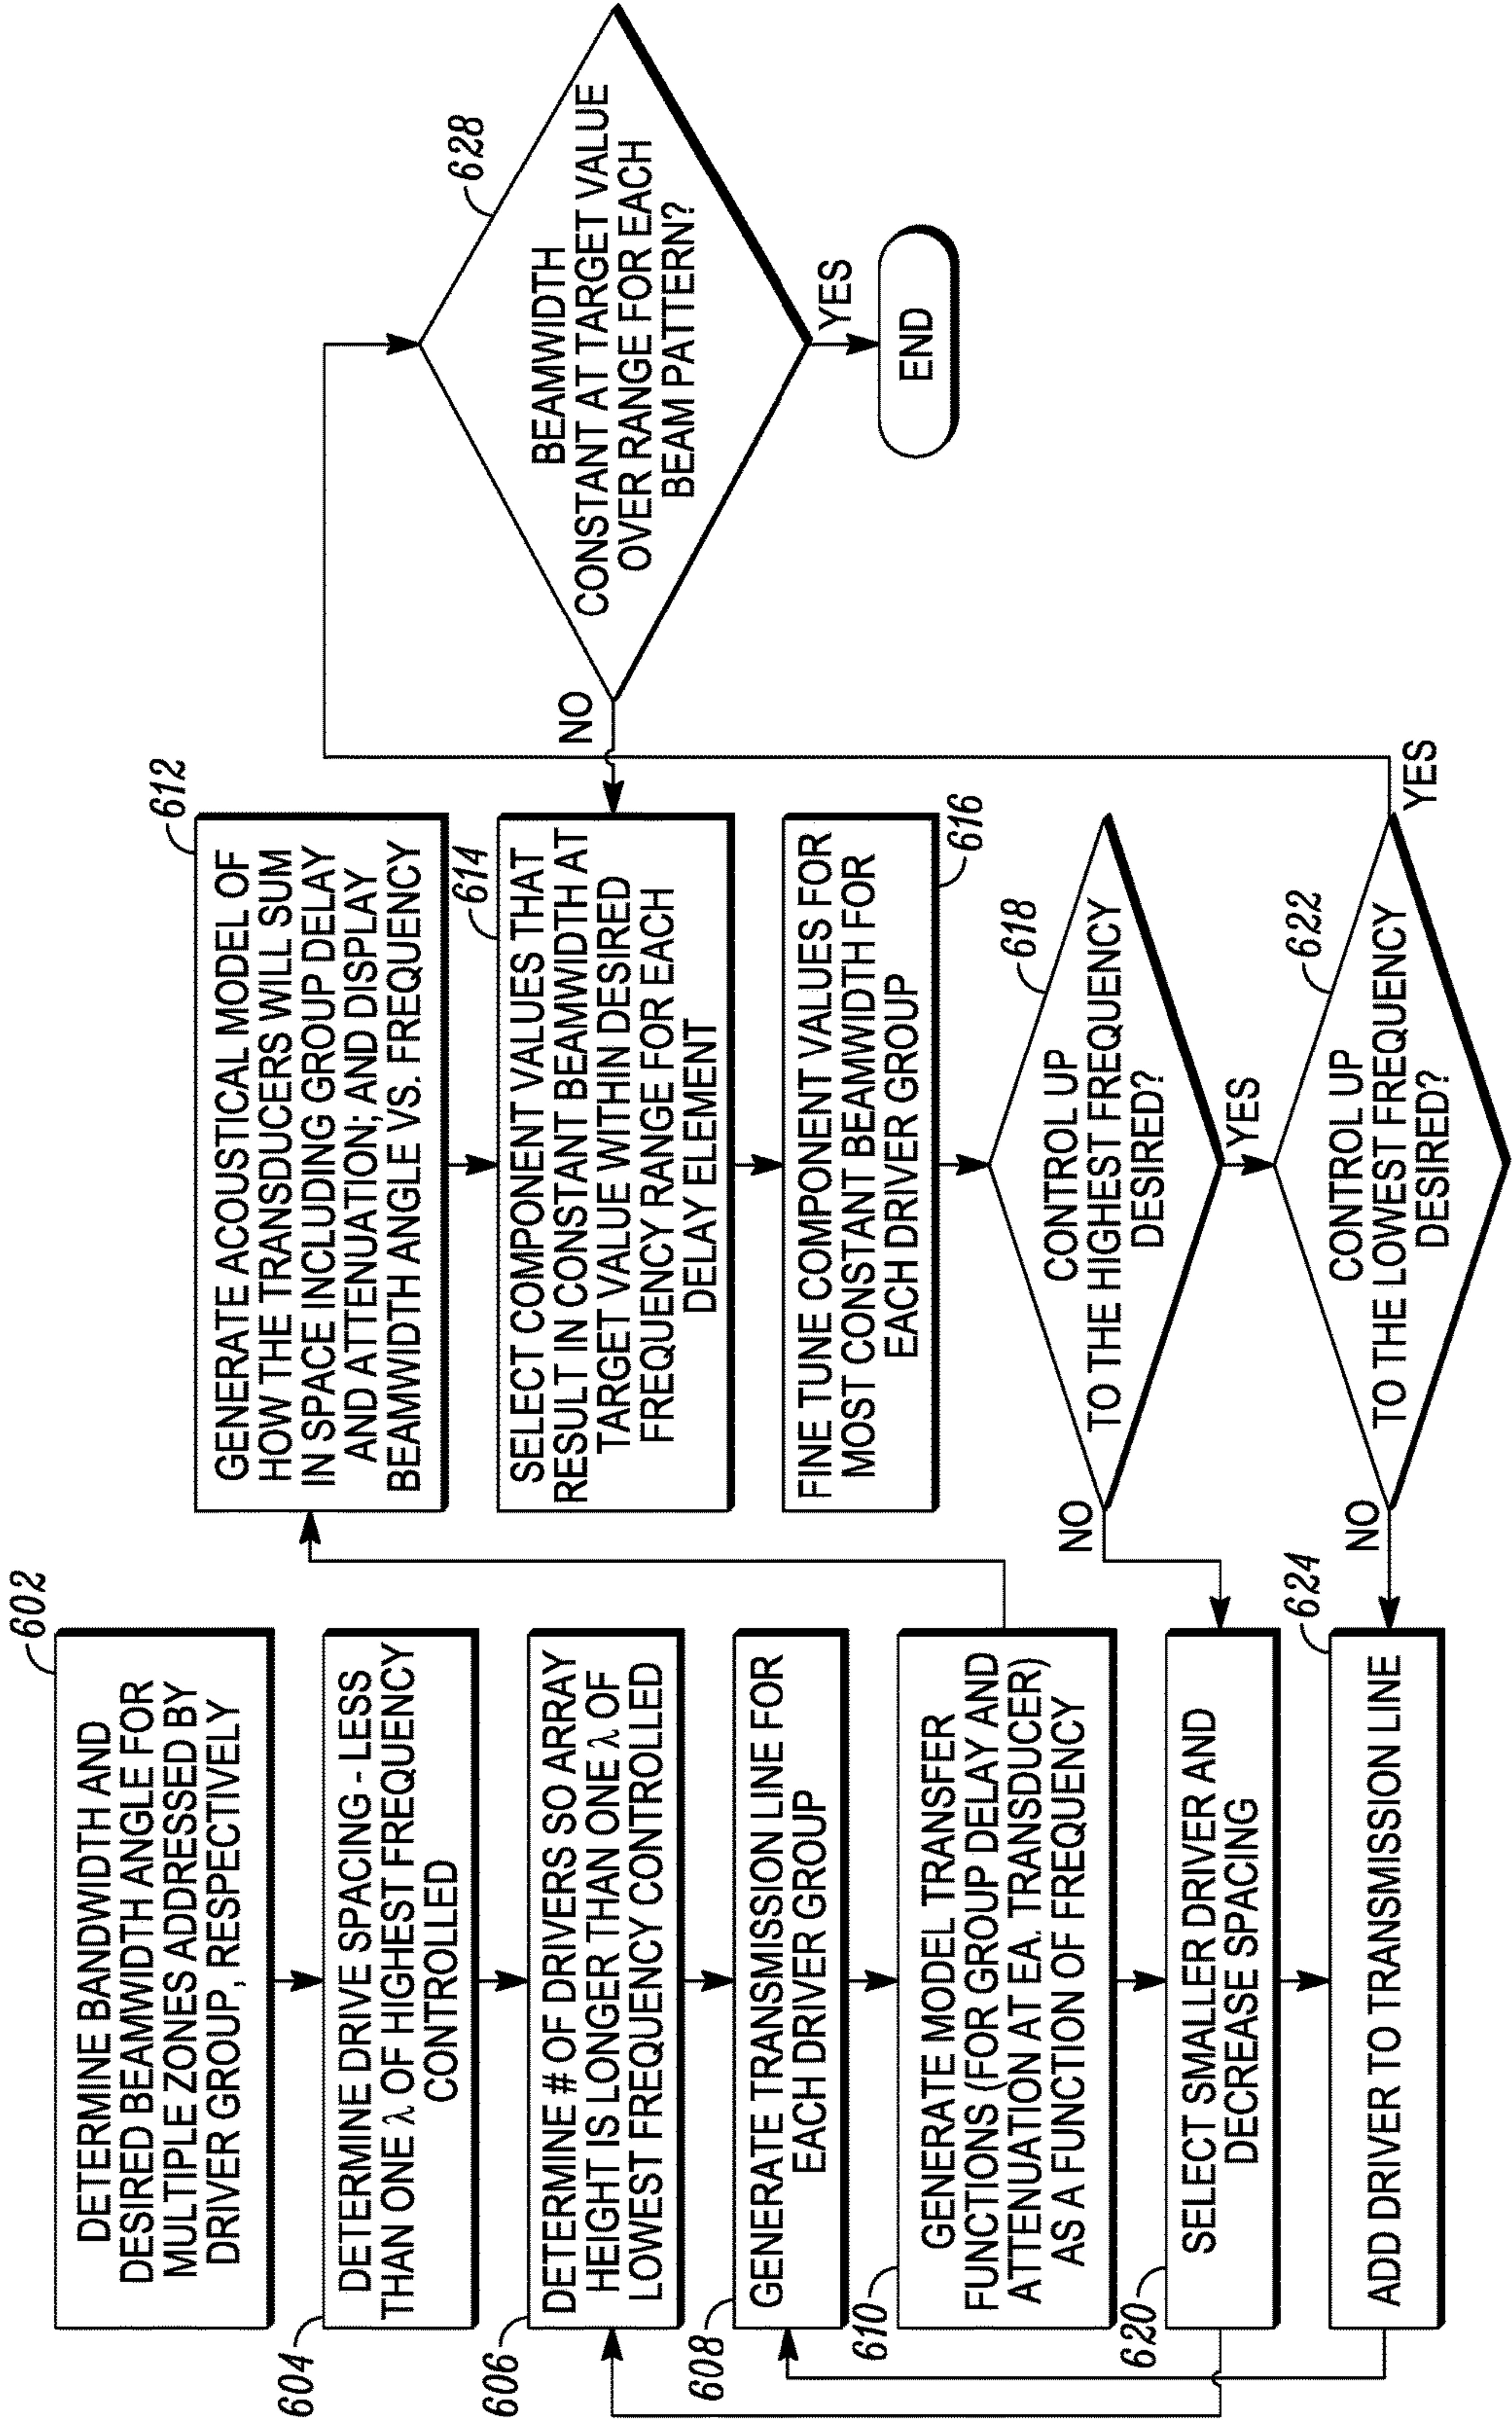 602
DETERMINE BANDWIDTH AND
DESIRED BEAMWIDTH ANGLE FOR
MULTIPLE ZONES ADDRESSED BY
DRIVER GROUP, RESPECTIVELY
604
DETERMINE DRIVE SPACING - LESS
THAN ONE λ OF HIGHEST FREQUENCY
CONTROLLED
606
DETERMINE # OF DRIVERS SO ARRAY
HEIGHT IS LONGER THAN ONE λ OF
LOWEST FREQUENCY CONTROLLED
608
GENERATE TRANSMISSION LINE FOR
EACH DRIVER GROUP
610
GENERATE MODEL TRANSFER
FUNCTIONS (FOR GROUP DELAY AND
ATTENUATION AT EA. TRANSDUCER)
AS A FUNCTION OF FREQUENCY
620
SELECT SMALLER DRIVER AND
DECREASE SPACING
624
ADD DRIVER TO TRANSMISSION LINE
612
GENERATE ACOUSTICAL MODEL OF
HOW THE TRANSDUCERS WILL SUM
IN SPACE INCLUDING GROUP DELAY
AND ATTENUATION; AND DISPLAY
BEAMWIDTH ANGLE VS. FREQUENCY
614
SELECT COMPONENT VALUES THAT
RESULT IN CONSTANT BEAMWIDTH AT
TARGET VALUE WITHIN DESIRED
FREQUENCY RANGE FOR EACH
DELAY ELEMENT
616
FINE TUNE COMPONENT VALUES FOR
MOST CONSTANT BEAMWIDTH FOR
EACH DRIVER GROUP
618
CONTROL UP
TO THE HIGHEST FREQUENCY
DESIRED?
NO
YES
622
CONTROL UP
TO THE LOWEST FREQUENCY
DESIRED?
NO
YES
628
BEAMWIDTH
CONSTANT AT TARGET VALUE
OVER RANGE FOR EACH
BEAM PATTERN?
NO
YES
END